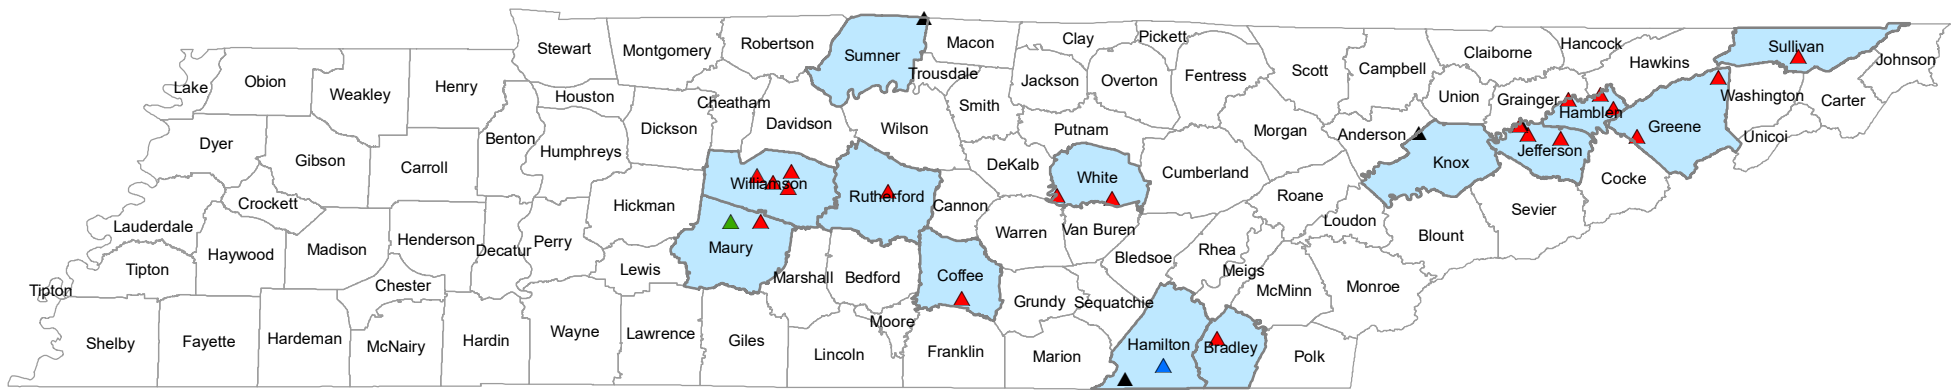 Stewart
Montgomery
Robertson
Sumner
Macon
Clay
Pickett
Scott
Claiborne
Hancock
Hawkins
Sullivan
Johnson
Lake
Obion
Weakley
Henry
Houston
Cheatham
Trousdale
Smith
Jackson
Overton
Fentress
Campbell
Union
Grainger
Hamblen
Washington
Carter
Dyer
Gibson
Carroll
Benton
Humphreys
Dickson
Davidson
Wilson
Putnam
DeKalb
White
Cumberland
Morgan
Anderson
Knox
Jefferson
Greene
Unicoi
Cocke
Lauderdale
Crockett
Haywood
Madison
Henderson
Decatur
Perry
Hickman
Williamson
Rutherford
Cannon
Warren
Van Buren
Roane
Loudon
Blount
Sevier
Tipton
Tipton
Chester
Lewis
Maury
Marshall
Bedford
Coffee
Grundy
Sequatchie
Bledsoe
Rhea
Meigs
McMinn
Monroe
Shelby
Fayette
Hardeman
McNairy
Hardin
Wayne
Lawrence
Giles
Lincoln
Moore
Franklin
Marion
Hamilton
Bradley
Polk